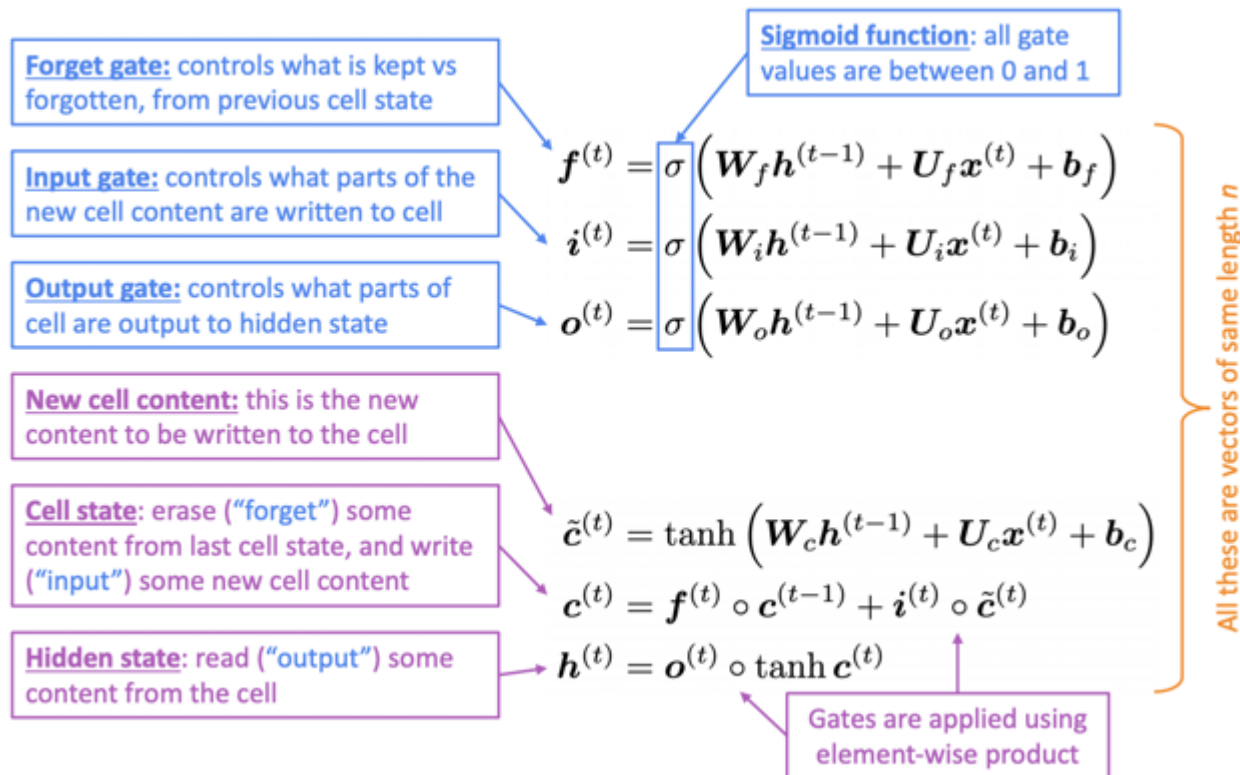 Sigmoid function: all gate
values are between 0 and 1
Forget gate: controls what is kept vs
forgotten, from previous cell state
Input gate: controls what parts of the
new cell content are written to cell
Output gate: controls what parts of
cell are output to hidden state
f^{(t)} = σ(W_f h^{(t−1)} + U_f x^{(t)} + b_f)
i^{(t)} = σ(W_i h^{(t−1)} + U_i x^{(t)} + b_i)
o^{(t)} = σ(W_o h^{(t−1)} + U_o x^{(t)} + b_o)
New cell content: this is the new
content to be written to the cell
Cell state: erase (“forget”) some
content from last cell state, and write
(“input”) some new cell content
Hidden state: read (“output”) some
content from the cell
c̃^{(t)} = tanh(W_c h^{(t−1)} + U_c x^{(t)} + b_c)
c^{(t)} = f^{(t)} ∘ c^{(t−1)} + i^{(t)} ∘ c̃^{(t)}
h^{(t)} = o^{(t)} ∘ tanh c^{(t)}
Gates are applied using
element-wise product
All these are vectors of same length n